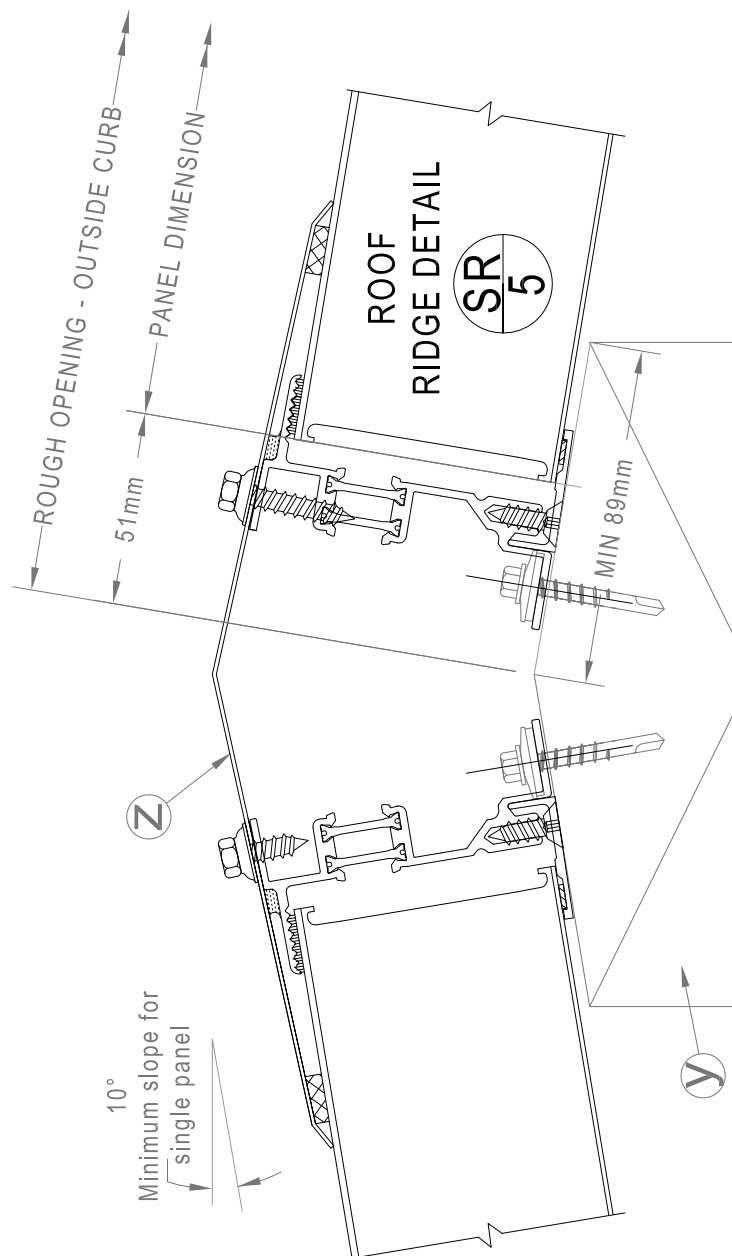 ROUGH OPENING - OUTSIDE CURB
PANEL DIMENSION
51mm
ROOF
RIDGE DETAIL
SR
5
MIN 89mm
Z
10°
Minimum slope for
single panel
y